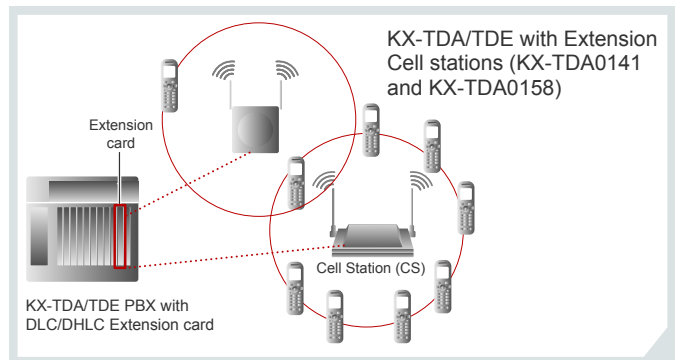 KX-TDA/TDE with Extension
Cell stations (KX-TDA0141
and KX-TDA0158)
Extension
card
Cell Station (CS)
KX-TDA/TDE PBX with
DLC/DHLC Extension card